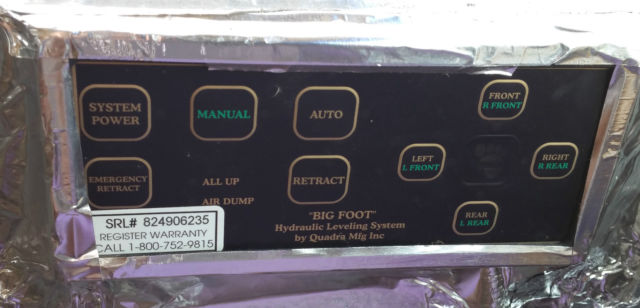 SYSTEM
POWER
MANUAL
AUTO
FRONT
R FRONT
EMERGENCY
RETRACT
ALL UP
AIR DUMP
RETRACT
LEFT
L FRONT
RIGHT
R REAR
REAR
L REAR
"BIG FOOT"
Hydraulic Leveling System
by Quadra Mfg Inc
SRL# 824906235
REGISTER WARRANTY
CALL 1-800-752-9815